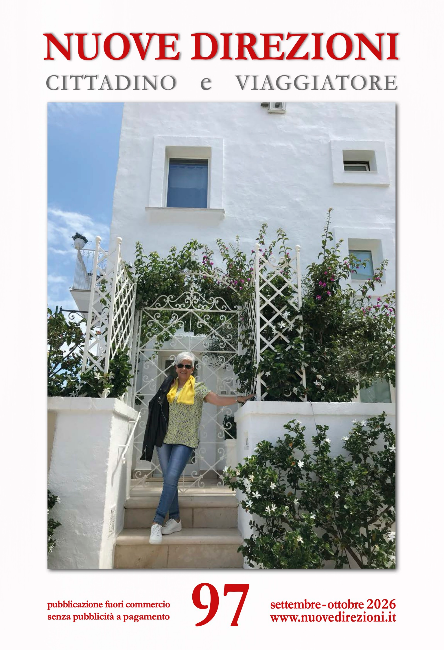 NUOVE DIREZIONI
CITTADINO e VIAGGIATORE
pubblicazione fuori commercio
senza pubblicità a pagamento
97
settembre-ottobre 2026
www.nuovedirezioni.it